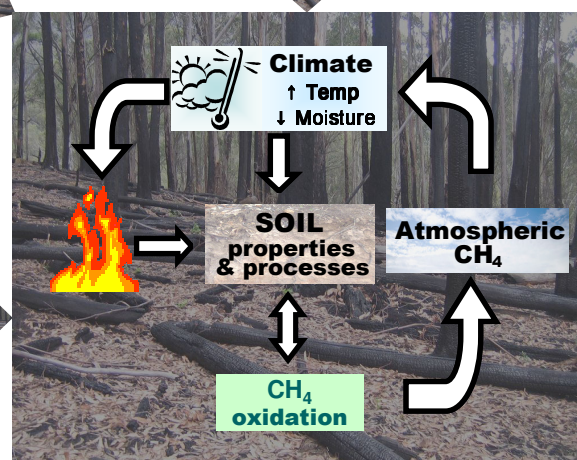 Climate
↑ Temp
↓ Moisture
SOIL
properties
& processes
Atmospheric
CH₄
CH₄
oxidation